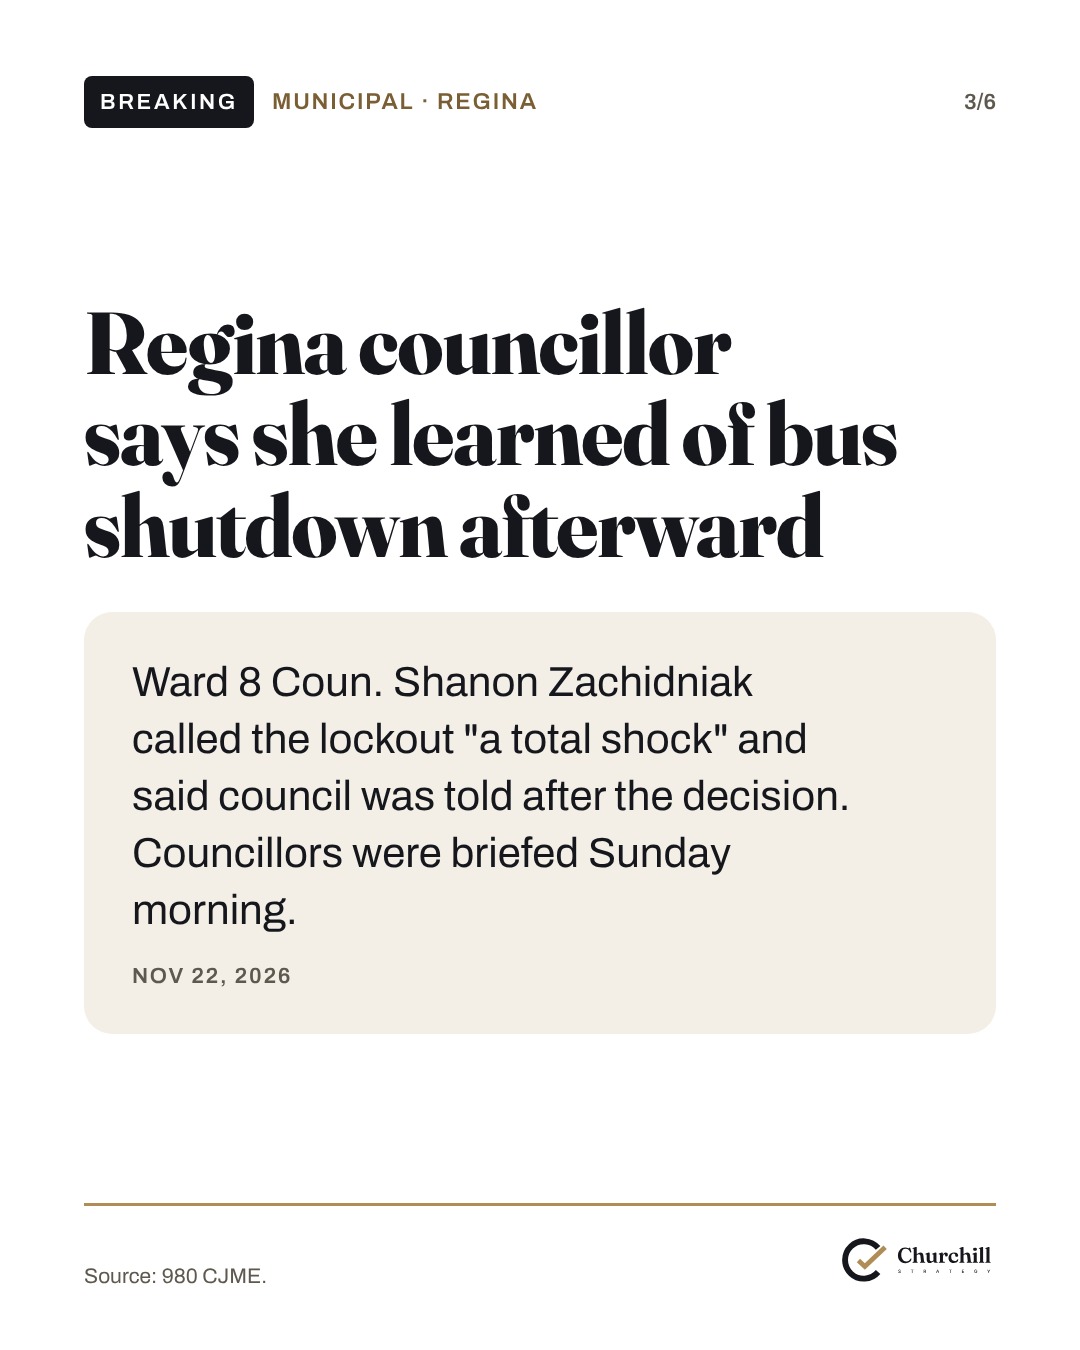 BREAKING
MUNICIPAL · REGINA
3/6
Regina councillor
says she learned of bus
shutdown afterward
Ward 8 Coun. Shanon Zachidniak
called the lockout "a total shock" and
said council was told after the decision.
Councillors were briefed Sunday
morning.
NOV 22, 2026
Source: 980 CJME.
Churchill
STRATEGY